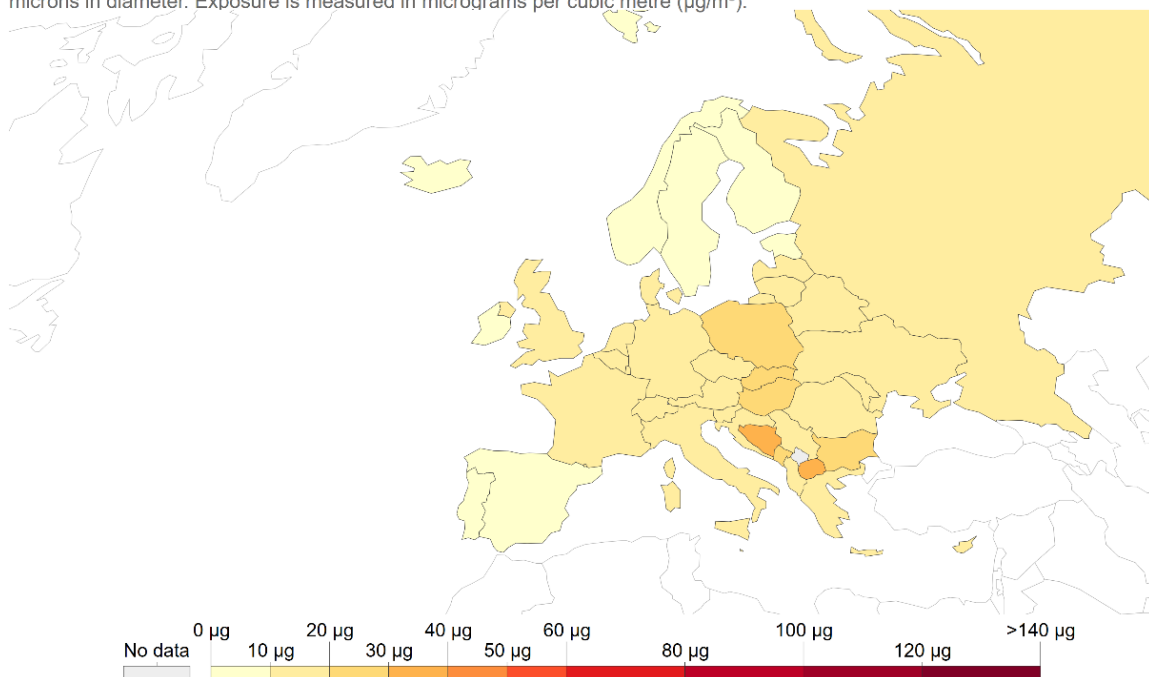 microns in diameter. Exposure is measured in micrograms per cubic metre (µg/m³).
0 µg 20 µg 40 µg 60 µg 100 µg >140 µg
No data 10 µg 30 µg 50 µg 80 µg 120 µg